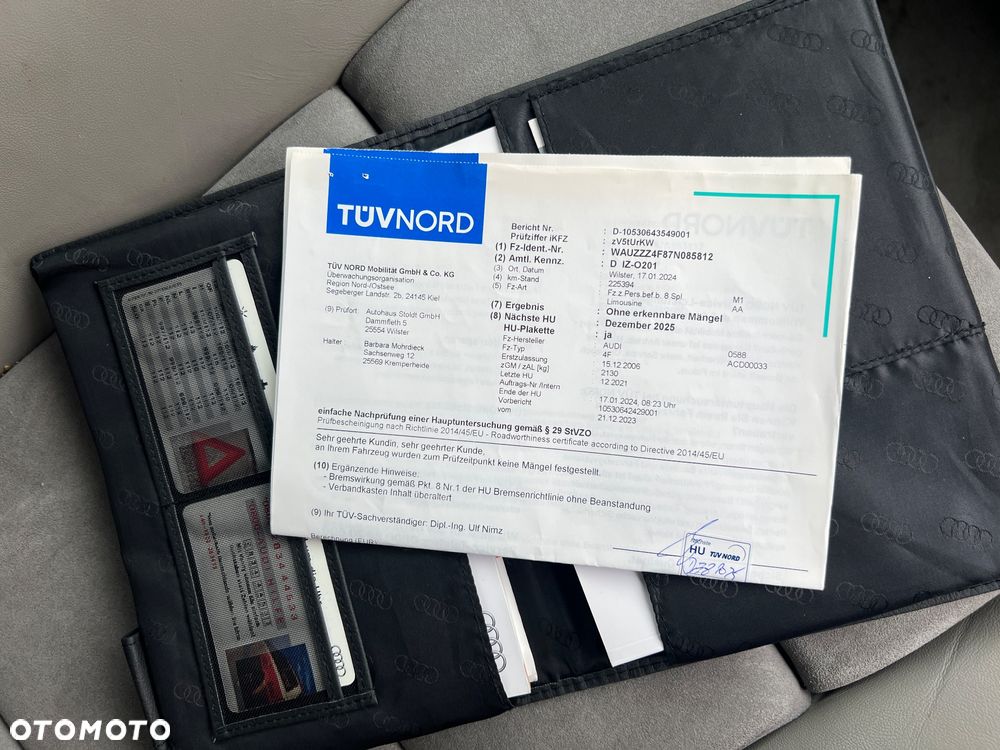 TÜVNORD
TÜV NORD Mobilität GmbH & Co. KG
Überwachungsorganisation
Region Nord-/Ostsee
Segeberger Landstr. 2b, 24145 Kiel
(9) Prüfort Autohaus Stoldt GmbH
Dammfleth 5
25554 Wilster
Halter Barbara Mohrdieck
Sachsenweg 12
25569 Kremperheide
Bericht Nr. : D-10530643549001
Prüfziffer iKFZ : zV5tUrKW
(1) Fz-Ident.-Nr. : WAUZZZ4F87N085812
(2) Amtl. Kennz. : D IZ-O201
(3) Ort, Datum : Wilster, 17.01.2024
(4) km-Stand : 225394
(5) Fz-Art : Fz.z.Pers.bef.b. 8 Spl. M1
Limousine AA
(7) Ergebnis : Ohne erkennbare Mängel
(8) Nächste HU : Dezember 2025
HU-Plakette : ja
Fz-Hersteller : AUDI 0588
Fz-Typ : 4F ACD00033
Erstzulassung : 15.12.2006
zGM / zAL [kg] : 2130
Letzte HU : 12.2021
Auftrags-Nr./Intern
Ende der HU : 17.01.2024, 08:23 Uhr
Vorbericht : 10530642429001
vom : 21.12.2023
einfache Nachprüfung einer Hauptuntersuchung gemäß § 29 StVZO
Prüfbescheinigung nach Richtlinie 2014/45/EU - Roadworthiness certificate according to Directive 2014/45/EU
Sehr geehrte Kundin, sehr geehrter Kunde,
an Ihrem Fahrzeug wurden zum Prüfzeitpunkt keine Mängel festgestellt.
(10) Ergänzende Hinweise:
- Bremswirkung gemäß Pkt. 8 Nr.1 der HU Bremsenrichtlinie ohne Beanstandung
- Verbandkasten Inhalt überaltert
(9) Ihr TÜV-Sachverständiger: Dipl.-Ing. Ulf Nimz
Berechnung (EUR)
nächste
HU TÜV NORD
OTOMOTO